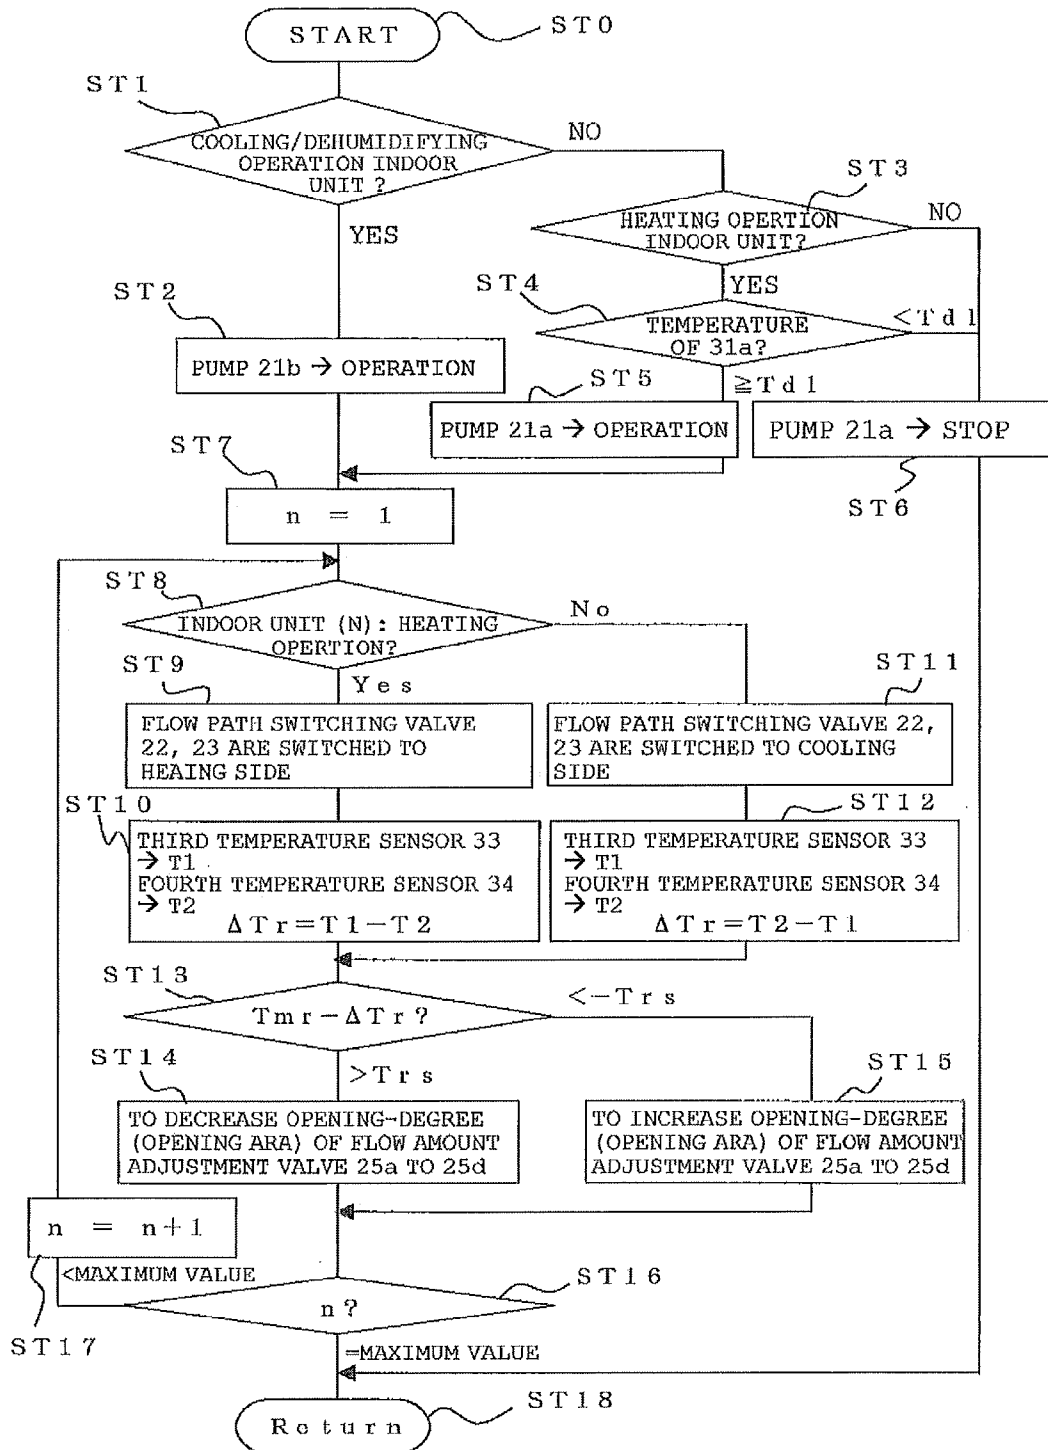 START
ST0
ST1
COOLING/DEHUMIDIFYING
OPERATION INDOOR
UNIT ?
NO
YES
ST3
HEATING OPERTION
INDOOR UNIT?
NO
YES
ST2
PUMP 21b → OPERATION
ST4
TEMPERATURE
OF 31a?
<Td1
≧Td1
ST5
PUMP 21a → OPERATION
PUMP 21a → STOP
ST6
ST7
n = 1
ST8
INDOOR UNIT (N): HEATING
OPERTION?
No
Yes
ST9
FLOW PATH SWITCHING VALVE
22, 23 ARE SWITCHED TO
HEAING SIDE
ST11
FLOW PATH SWITCHING VALVE 22,
23 ARE SWITCHED TO COOLING
SIDE
ST10
THIRD TEMPERATURE SENSOR 33
→ T1
FOURTH TEMPERATURE SENSOR 34
→ T2
ΔTr=T1-T2
ST12
THIRD TEMPERATURE SENSOR 33
→ T1
FOURTH TEMPERATURE SENSOR 34
→ T2
ΔTr=T2-T1
ST13
Tmr-ΔTr?
<-Trs
>Trs
ST14
TO DECREASE OPENING-DEGREE
(OPENING ARA) OF FLOW AMOUNT
ADJUSTMENT VALVE 25a TO 25d
ST15
TO INCREASE OPENING-DEGREE
(OPENING ARA) OF FLOW AMOUNT
ADJUSTMENT VALVE 25a TO 25d
n = n+1
ST17
<MAXIMUM VALUE
n?
ST16
=MAXIMUM VALUE
Return
ST18